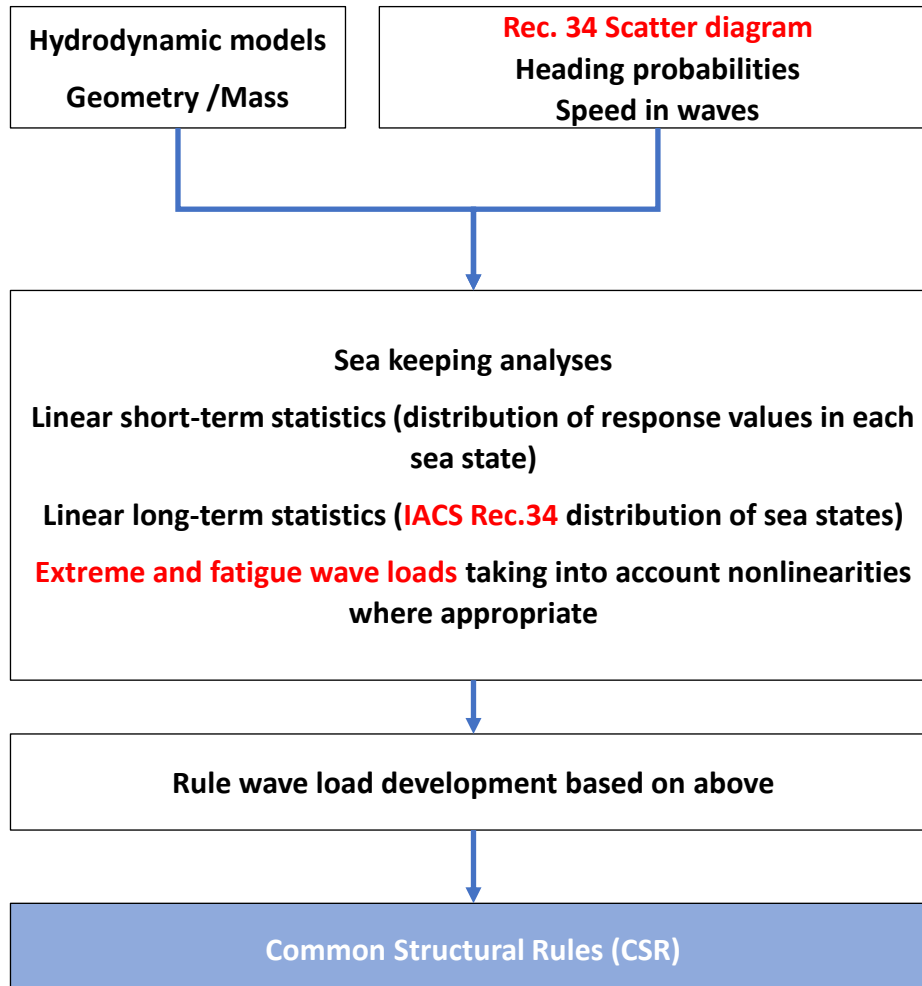 Hydrodynamic models
Geometry /Mass
Rec. 34 Scatter diagram
Heading probabilities
Speed in waves
Sea keeping analyses
Linear short-term statistics (distribution of response values in each
sea state)
Linear long-term statistics (IACS Rec.34 distribution of sea states)
Extreme and fatigue wave loads taking into account nonlinearities
where appropriate
Rule wave load development based on above
Common Structural Rules (CSR)